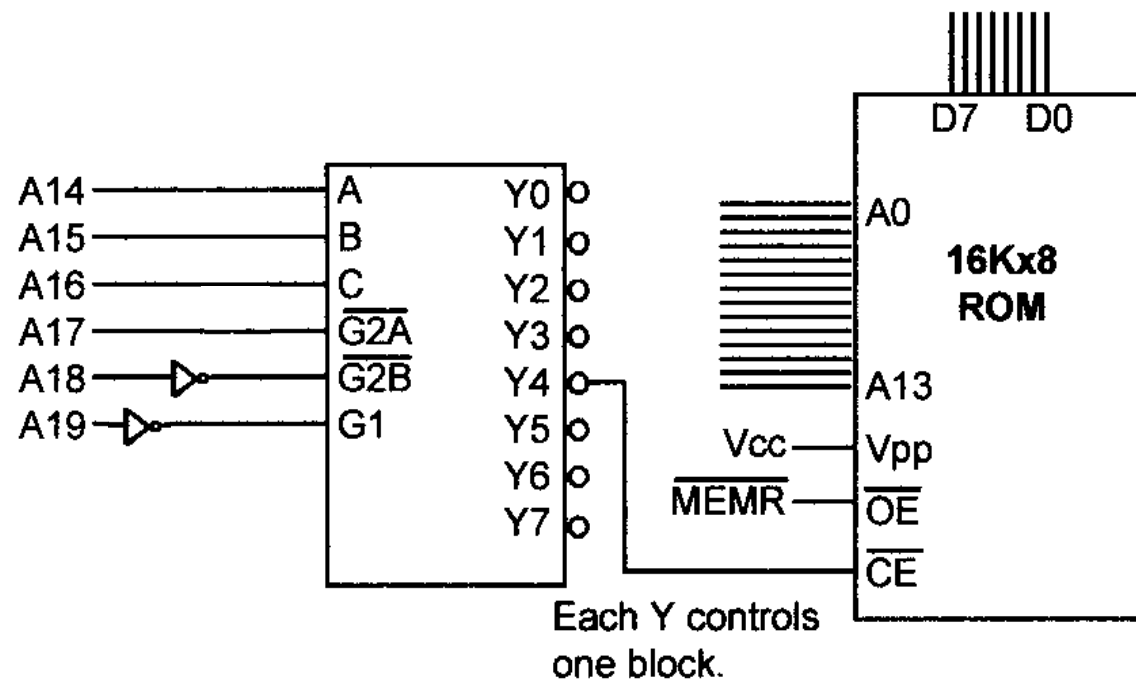 D7 D0
A14
A15
A16
A17
A18
A19
A
B
C
G2A
G2B
G1
Y0
Y1
Y2
Y3
Y4
Y5
Y6
Y7
A0
16Kx8
ROM
A13
Vcc
Vpp
MEMR
OE
CE
Each Y controls
one block.